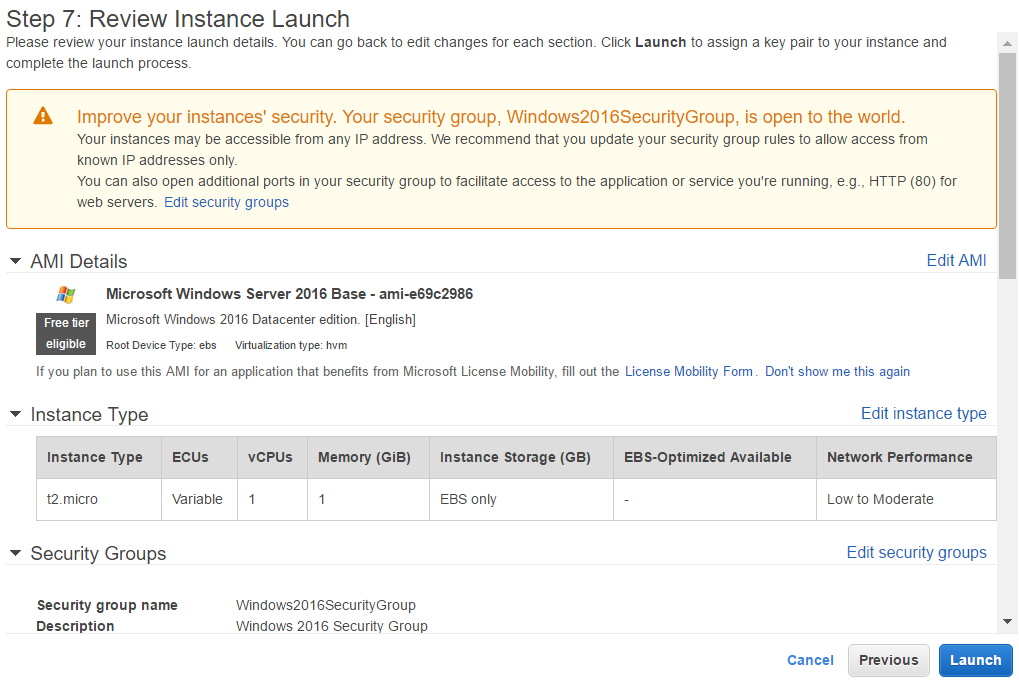 Step 7: Review Instance Launch
Please review your instance launch details. You can go back to edit changes for each section. Click Launch to assign a key pair to your instance and
complete the launch process.
Improve your instances' security. Your security group, Windows2016SecurityGroup, is open to the world.
Your instances may be accessible from any IP address. We recommend that you update your security group rules to allow access from
known IP addresses only.
You can also open additional ports in your security group to facilitate access to the application or service you're running, e.g., HTTP (80) for
web servers. Edit security groups
AMI Details Edit AMI
Microsoft Windows Server 2016 Base - ami-e69c2986
Free tier
eligible
Microsoft Windows 2016 Datacenter edition. [English]
Root Device Type: ebs Virtualization type: hvm
If you plan to use this AMI for an application that benefits from Microsoft License Mobility, fill out the License Mobility Form. Don't show me this again
Instance Type Edit instance type
Instance Type ECUs vCPUs Memory (GiB) Instance Storage (GB) EBS-Optimized Available Network Performance
t2.micro Variable 1 1 EBS only - Low to Moderate
Security Groups Edit security groups
Security group name Windows2016SecurityGroup
Description Windows 2016 Security Group
Cancel Previous Launch